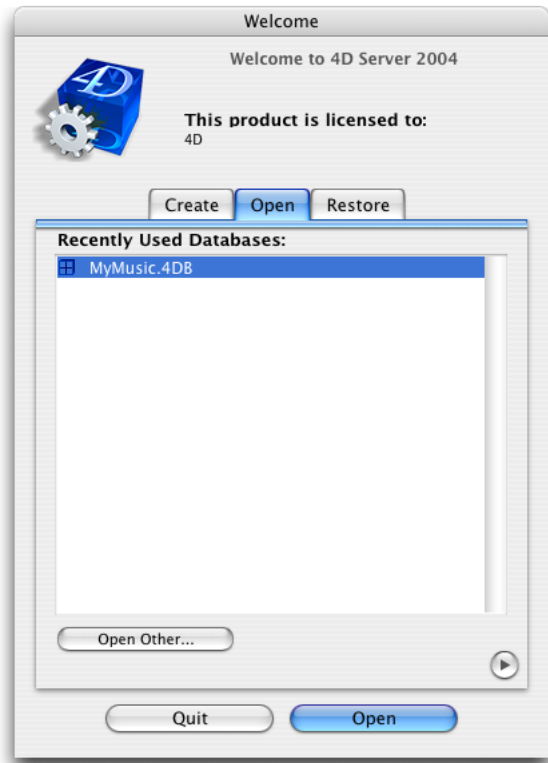 Welcome
Welcome to 4D Server 2004
4D
This product is licensed to:
4D
Create Open Restore
Recently Used Databases:
MyMusic.4DB
Open Other...
Quit Open